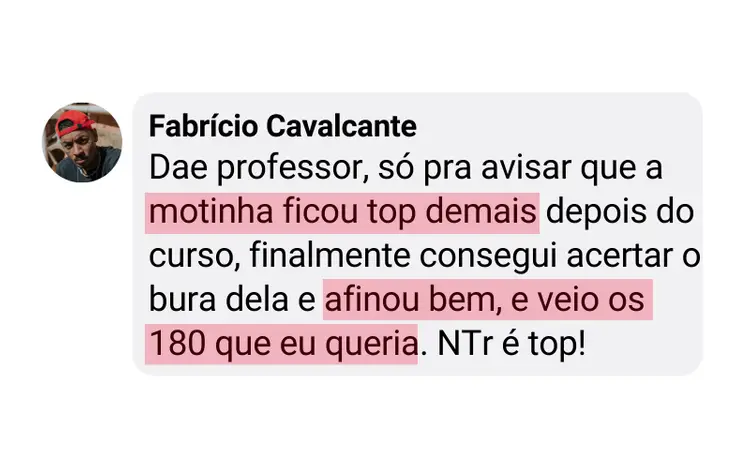 Fabrício Cavalcante
Dae professor, só pra avisar que a
motinha ficou top demais depois do
curso, finalmente consegui acertar o
bura dela e afinou bem, e veio os
180 que eu queria. NTr é top!